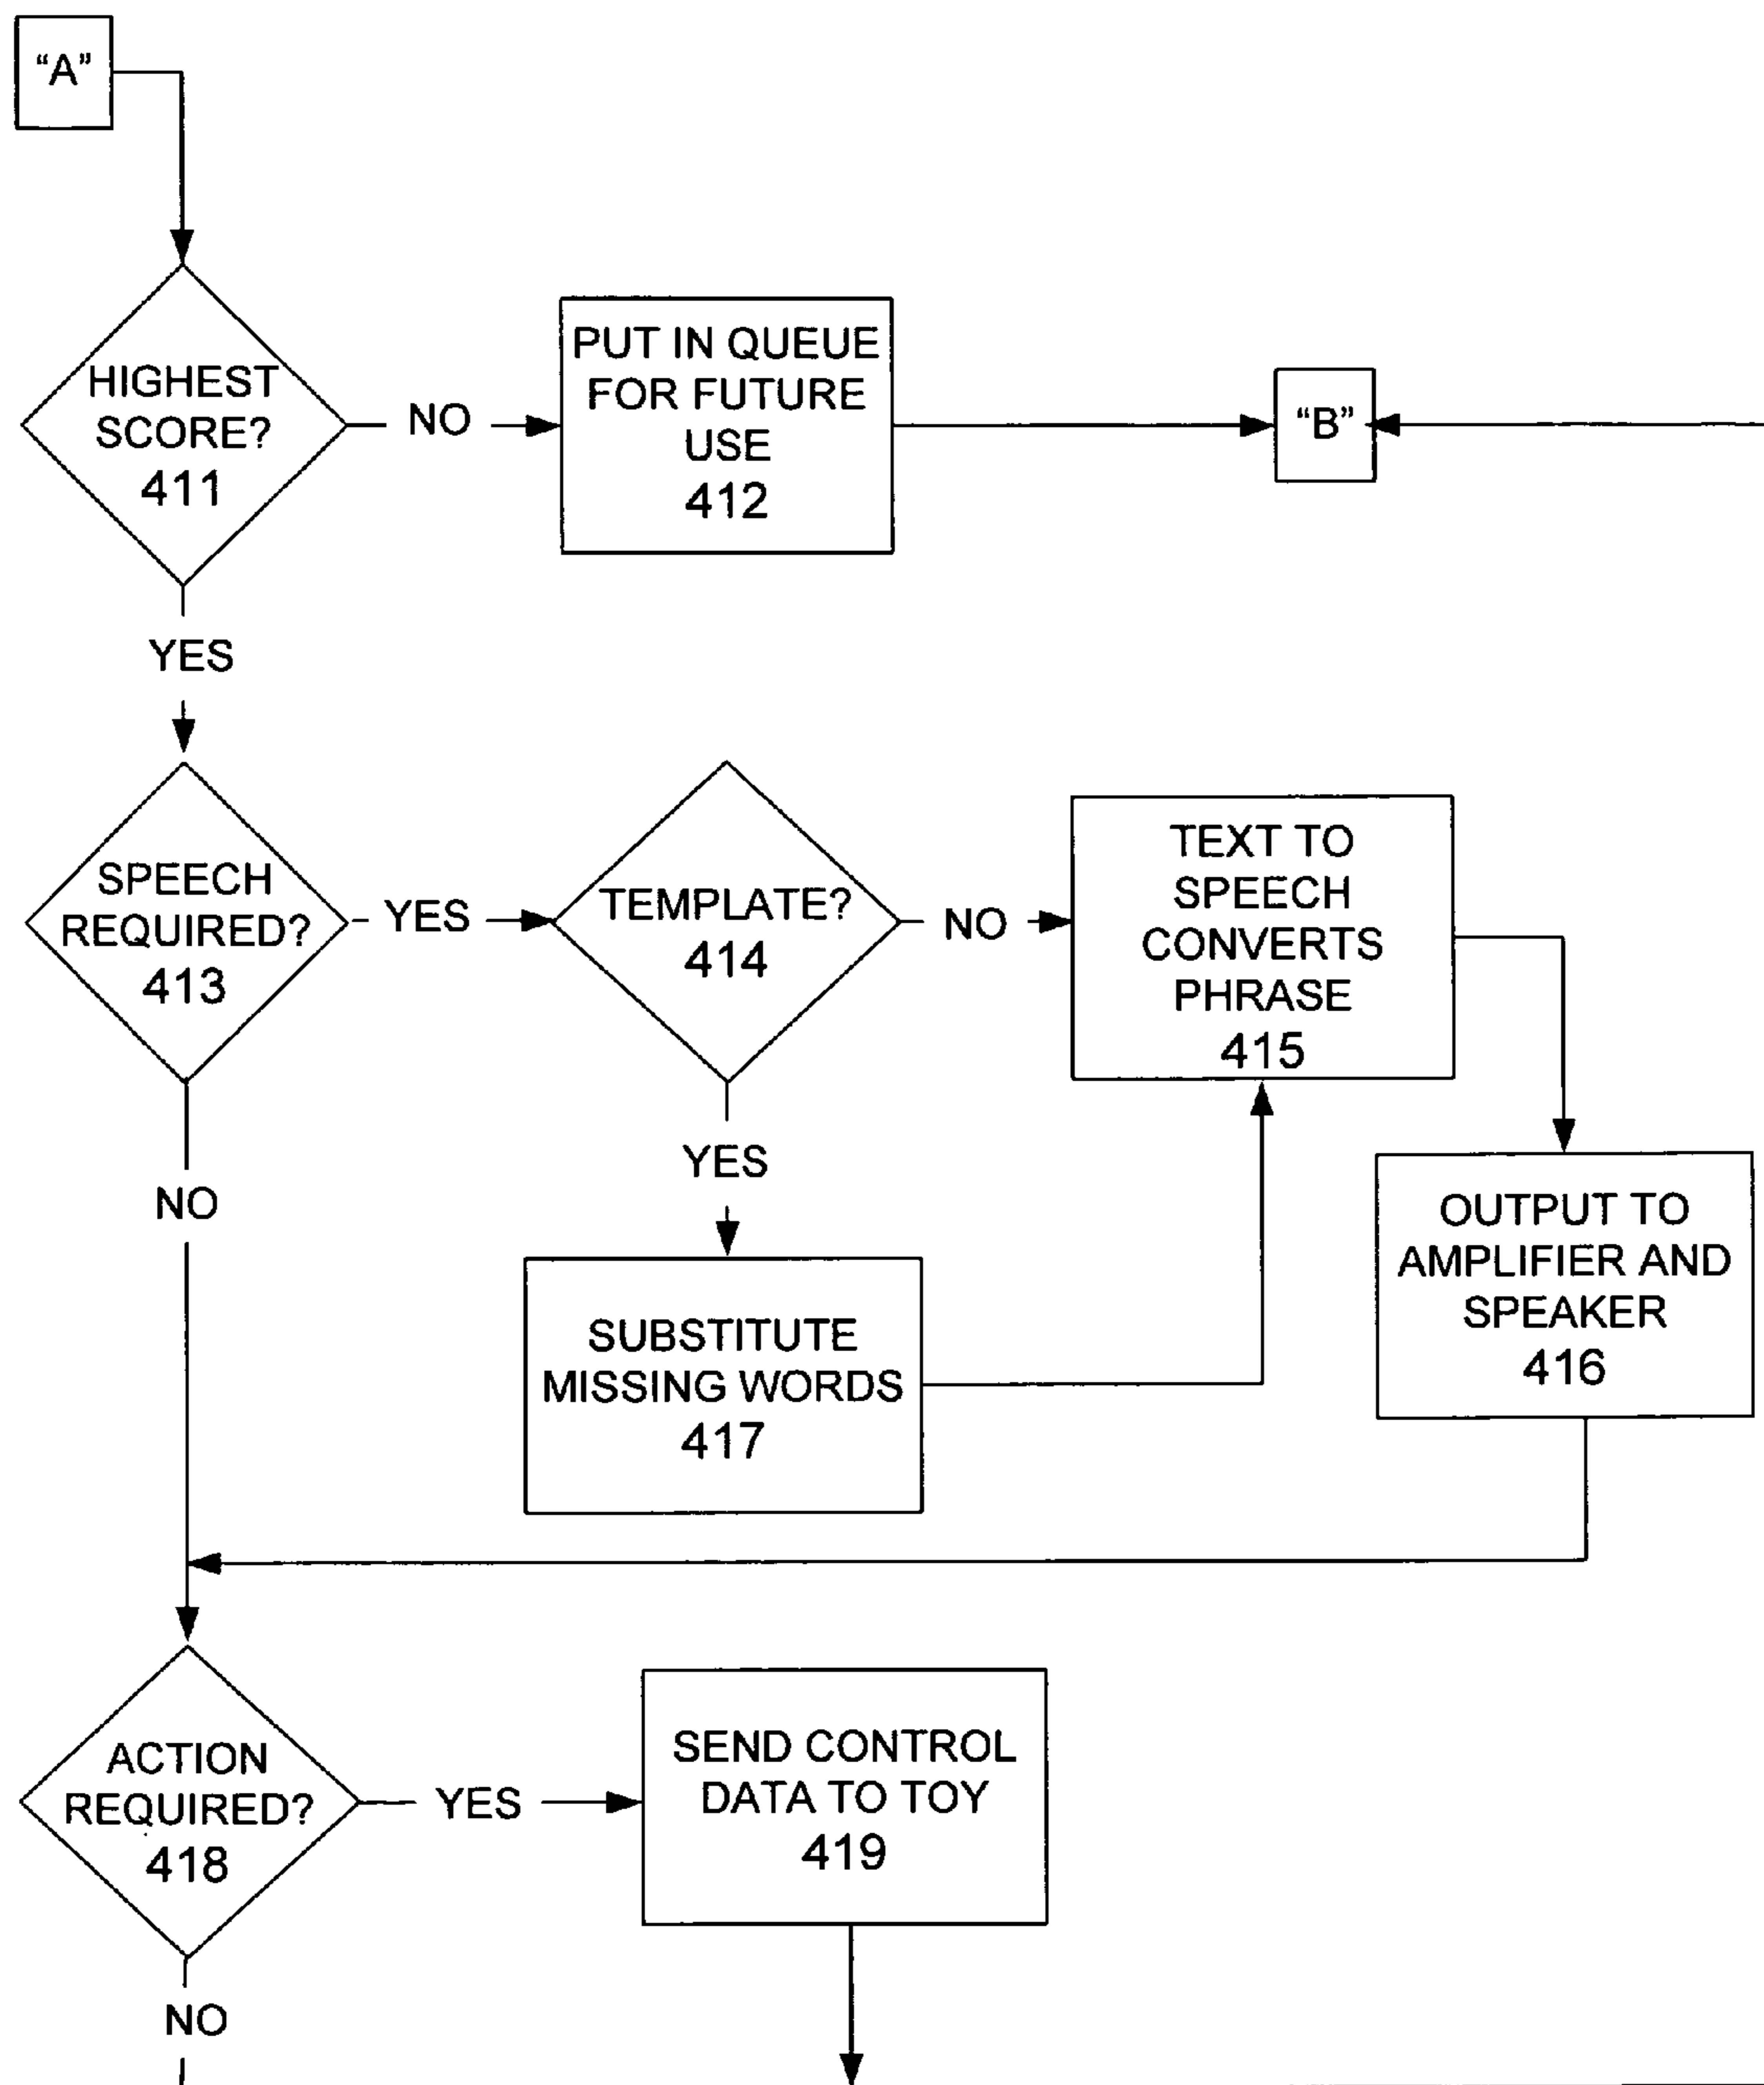 “A”
HIGHEST
SCORE?
411
NO
PUT IN QUEUE
FOR FUTURE
USE
412
“B”
YES
SPEECH
REQUIRED?
413
YES
TEMPLATE?
414
NO
TEXT TO
SPEECH
CONVERTS
PHRASE
415
NO
YES
OUTPUT TO
AMPLIFIER AND
SPEAKER
416
SUBSTITUTE
MISSING WORDS
417
ACTION
REQUIRED?
418
YES
SEND CONTROL
DATA TO TOY
419
NO